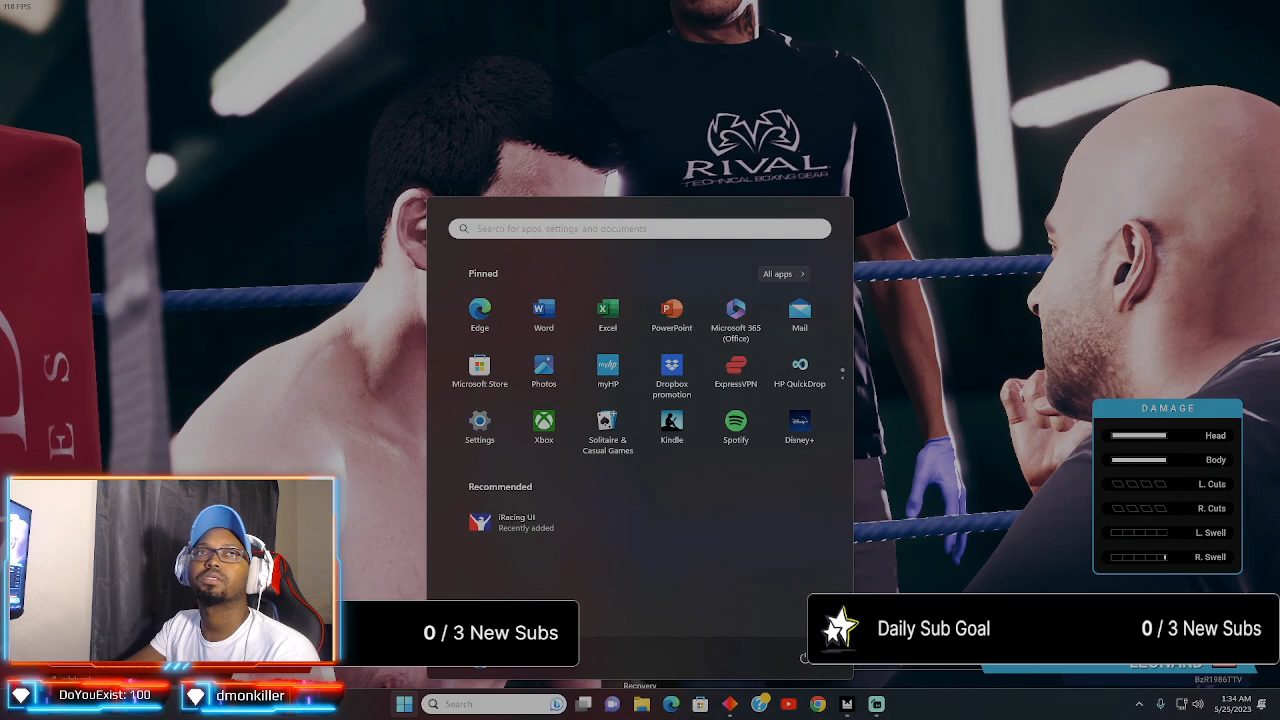 118 FPS
RIVAL
TECHNICAL BOXING GEAR
Search for apps, settings, and documents
Pinned
All apps
Edge
Word
Excel
PowerPoint
Microsoft 365 (Office)
Mail
Microsoft Store
Photos
myHP
Dropbox promotion
ExpressVPN
HP QuickDrop
Settings
Xbox
Solitaire & Casual Games
Kindle
Spotify
Disney+
Recommended
iRacing UI
Recently added
DAMAGE
Head
Body
L. Cuts
R. Cuts
L. Swell
R. Swell
0 / 3 New Subs
Daily Sub Goal
0 / 3 New Subs
LEONARD
BzR1986TTV
DoYouExist: 100
dmonkiller
Recovery
Search
1:34 AM
5/25/2023